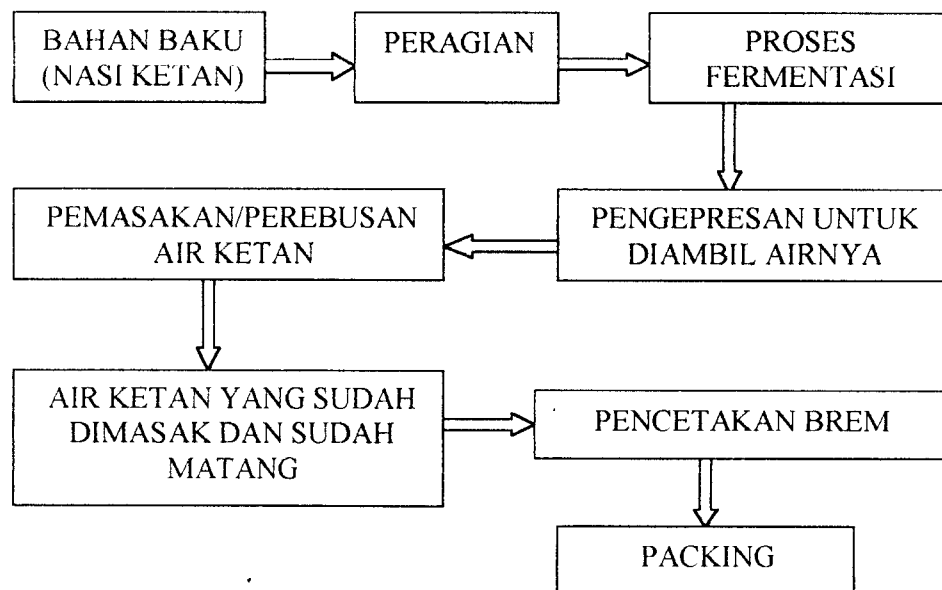 BAHAN BAKU
(NASI KETAN)
PERAGIAN
PROSES
FERMENTASI
PENGEPRESAN UNTUK
DIAMBIL AIRNYA
PEMASAKAN/PEREBUSAN
AIR KETAN
AIR KETAN YANG SUDAH
DIMASAK DAN SUDAH
MATANG
PENCETAKAN BREM
PACKING